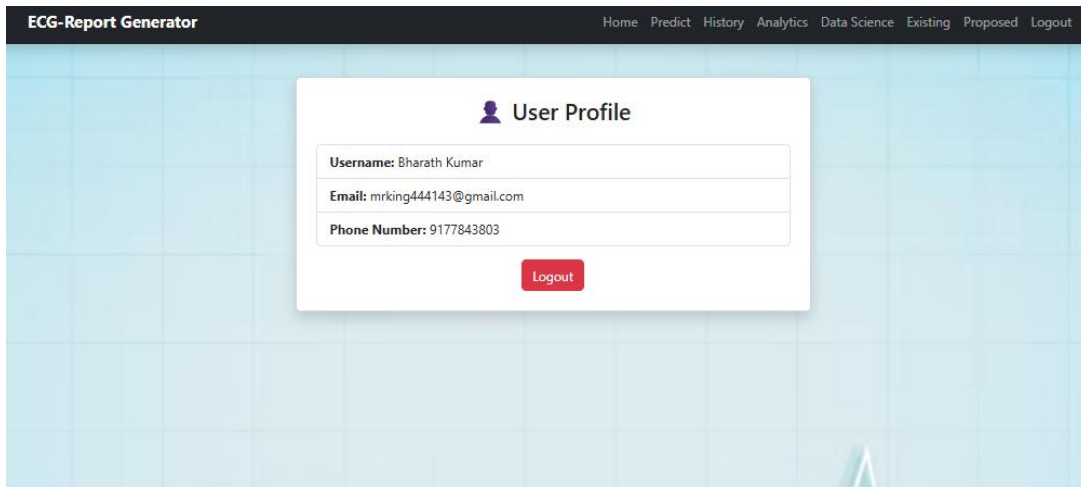 ECG-Report Generator Home Predict History Analytics Data Science Existing Proposed Logout
User Profile
Username: Bharath Kumar
Email: mrking444143@gmail.com
Phone Number: 9177843803
Logout